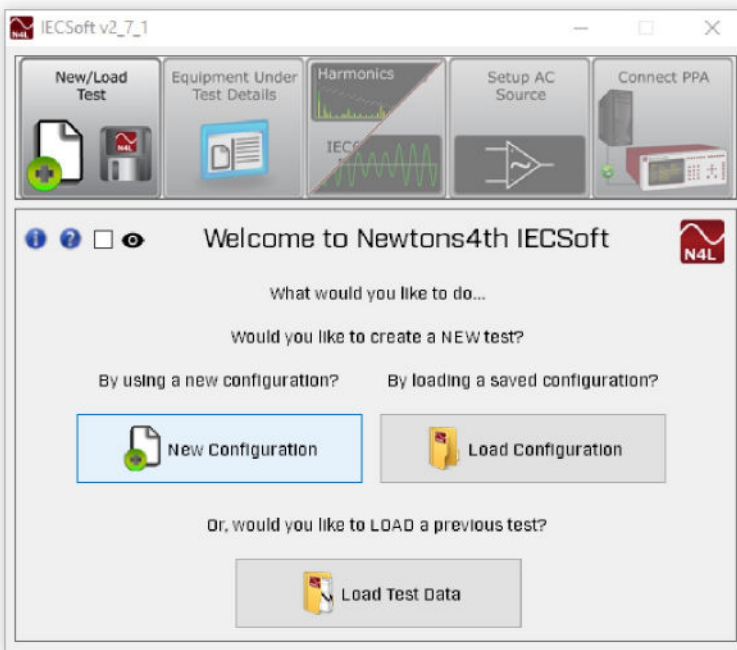 N4L IECSoft v2_7_1
New/Load
Test
N4L
Equipment Under
Test Details
Harmonics
Setup AC
Source
Connect PPA
Welcome to Newtons4th IECSoft
N4L
What would you like to do...
Would you like to create a NEW test?
By using a new configuration? By loading a saved configuration?
New Configuration Load Configuration
Or, would you like to LOAD a previous test?
Load Test Data